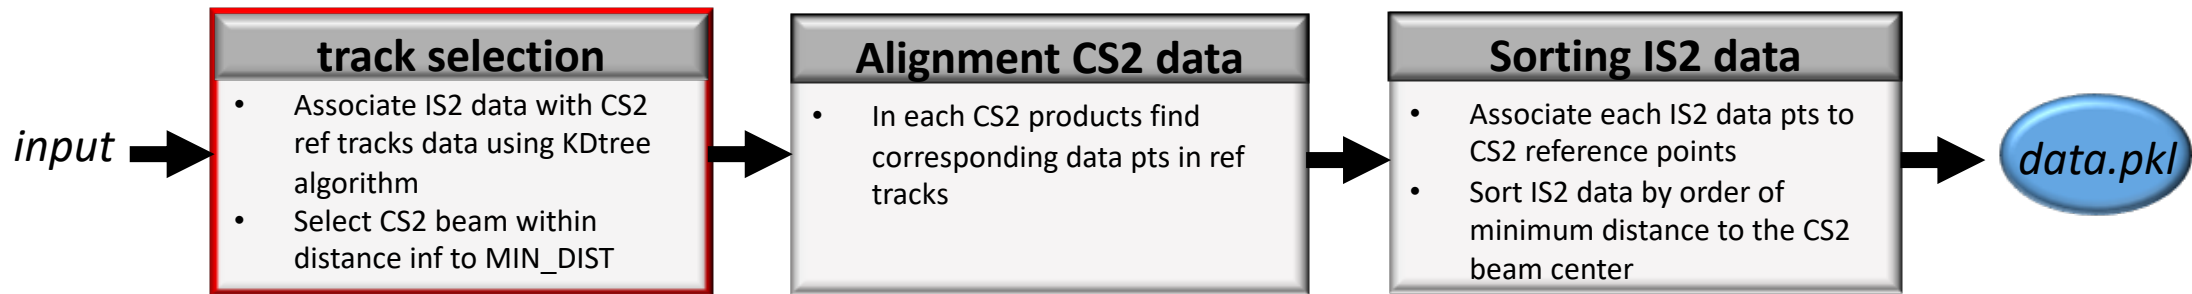 input
track selection
• Associate IS2 data with CS2
ref tracks data using KDtree
algorithm
• Select CS2 beam within
distance inf to MIN_DIST
Alignment CS2 data
• In each CS2 products find
corresponding data pts in ref
tracks
Sorting IS2 data
• Associate each IS2 data pts to
CS2 reference points
• Sort IS2 data by order of
minimum distance to the CS2
beam center
data.pkl